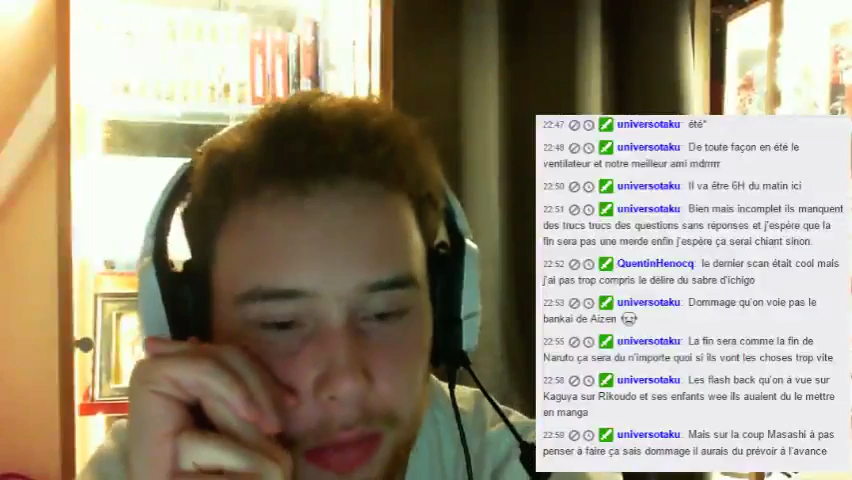 22:47 universotaku: été*
22:48 universotaku: De toute façon en été le
ventilateur et notre meilleur ami mdrrrr
22:50 universotaku: Il va être 6H du matin ici
22:51 universotaku: Bien mais incomplet ils manquent
des trucs trucs des questions sans réponses et j'espère que la
fin sera pas une merde enfin j'espère ça serai chiant sinon.
22:52 QuentinHenocq: le dernier scan était cool mais
j'ai pas trop compris le délire du sabre d'ichigo
22:53 universotaku: Dommage qu'on voie pas le
bankai de Aizen
22:55 universotaku: La fin sera comme la fin de
Naruto ça sera du n'importe quoi si ils vont les choses trop vite
22:58 universotaku: Les flash back qu'on à vue sur
Kaguya sur Rikoudo et ses enfants wee ils auaient du le mettre
en manga
22:58 universotaku: Mais sur la coup Masashi à pas
penser à faire ça sais dommage il aurais du prévoir à l'avance